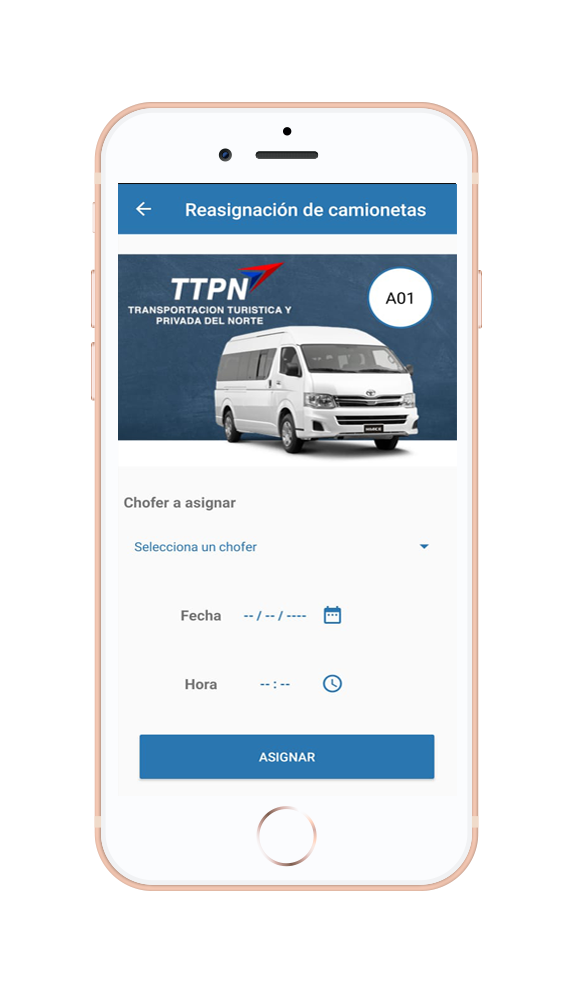 Reasignación de camionetas
TTPN
TRANSPORTACION TURISTICA Y
PRIVADA DEL NORTE
A01
Chofer a asignar
Selecciona un chofer
Fecha -- / -- / ----
Hora -- : --
ASIGNAR